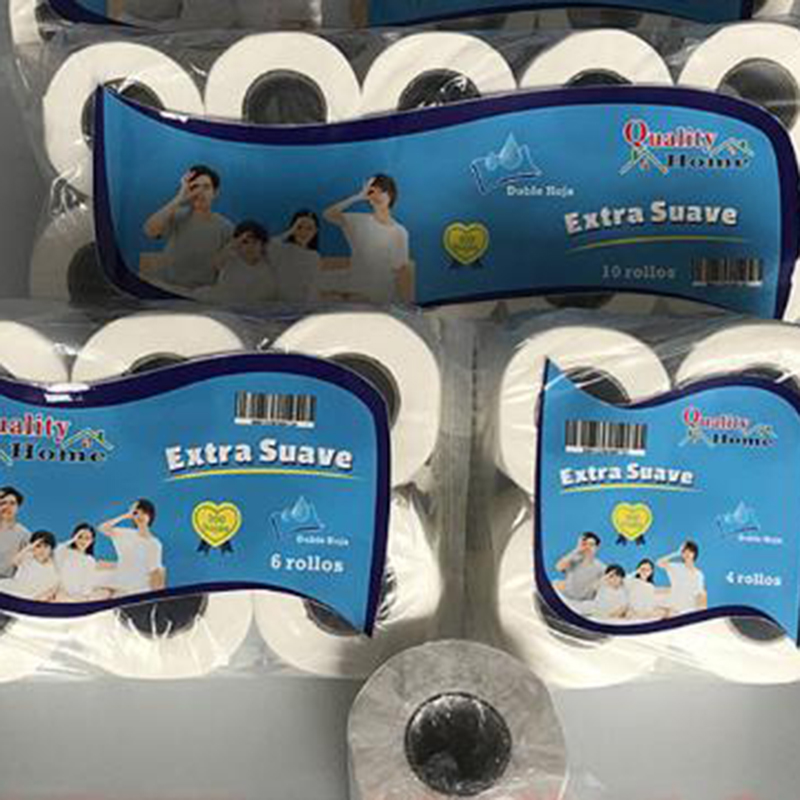 Quality
Home
Doble Hoja
Extra Suave
10 rollos
uality
Home
Extra Suave
Doble Hoja
6 rollos
Quality
Home
Extra Suave
Doble Hoja
4 rollos